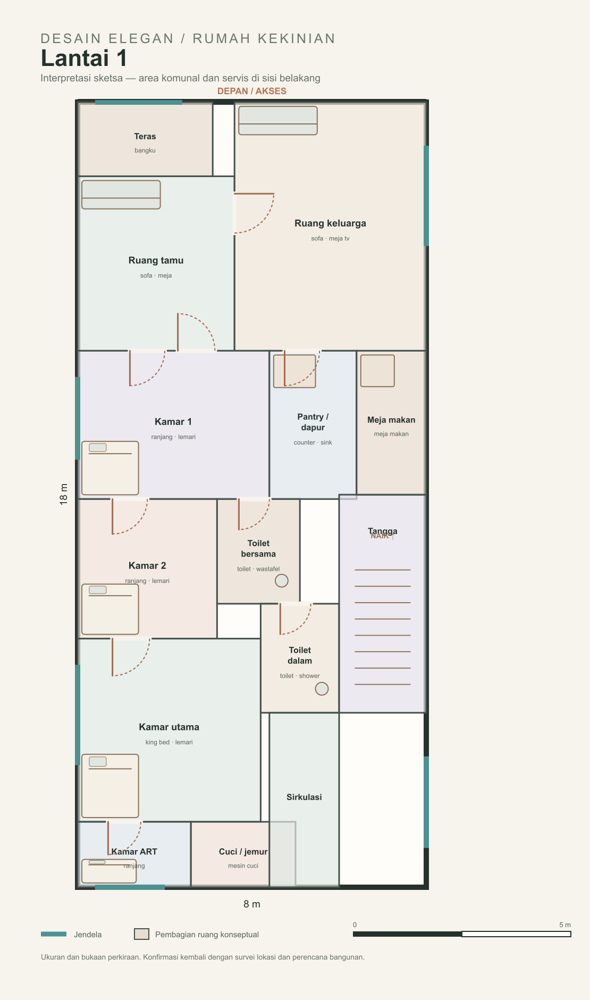 DESAIN ELEGAN / RUMAH KEKINIAN
Lantai 1
Interpretasi sketsa — area komunal dan servis di sisi belakang
DEPAN / AKSES
Teras
bangku
Ruang keluarga
sofa · meja tv
Ruang tamu
sofa · meja
Kamar 1
ranjang · lemari
Pantry /
dapur
counter · sink
Meja makan
meja makan
18 m
Tangga
NAIK ↑
Toilet
bersama
toilet · wastafel
Kamar 2
ranjang · lemari
Toilet
dalam
toilet · shower
Kamar utama
king bed · lemari
Sirkulasi
Kamar ART
ranjang
Cuci / jemur
mesin cuci
8 m
0
5 m
Jendela
Pembagian ruang konseptual
Ukuran dan bukaan perkiraan. Konfirmasi kembali dengan survei lokasi dan perencana bangunan.